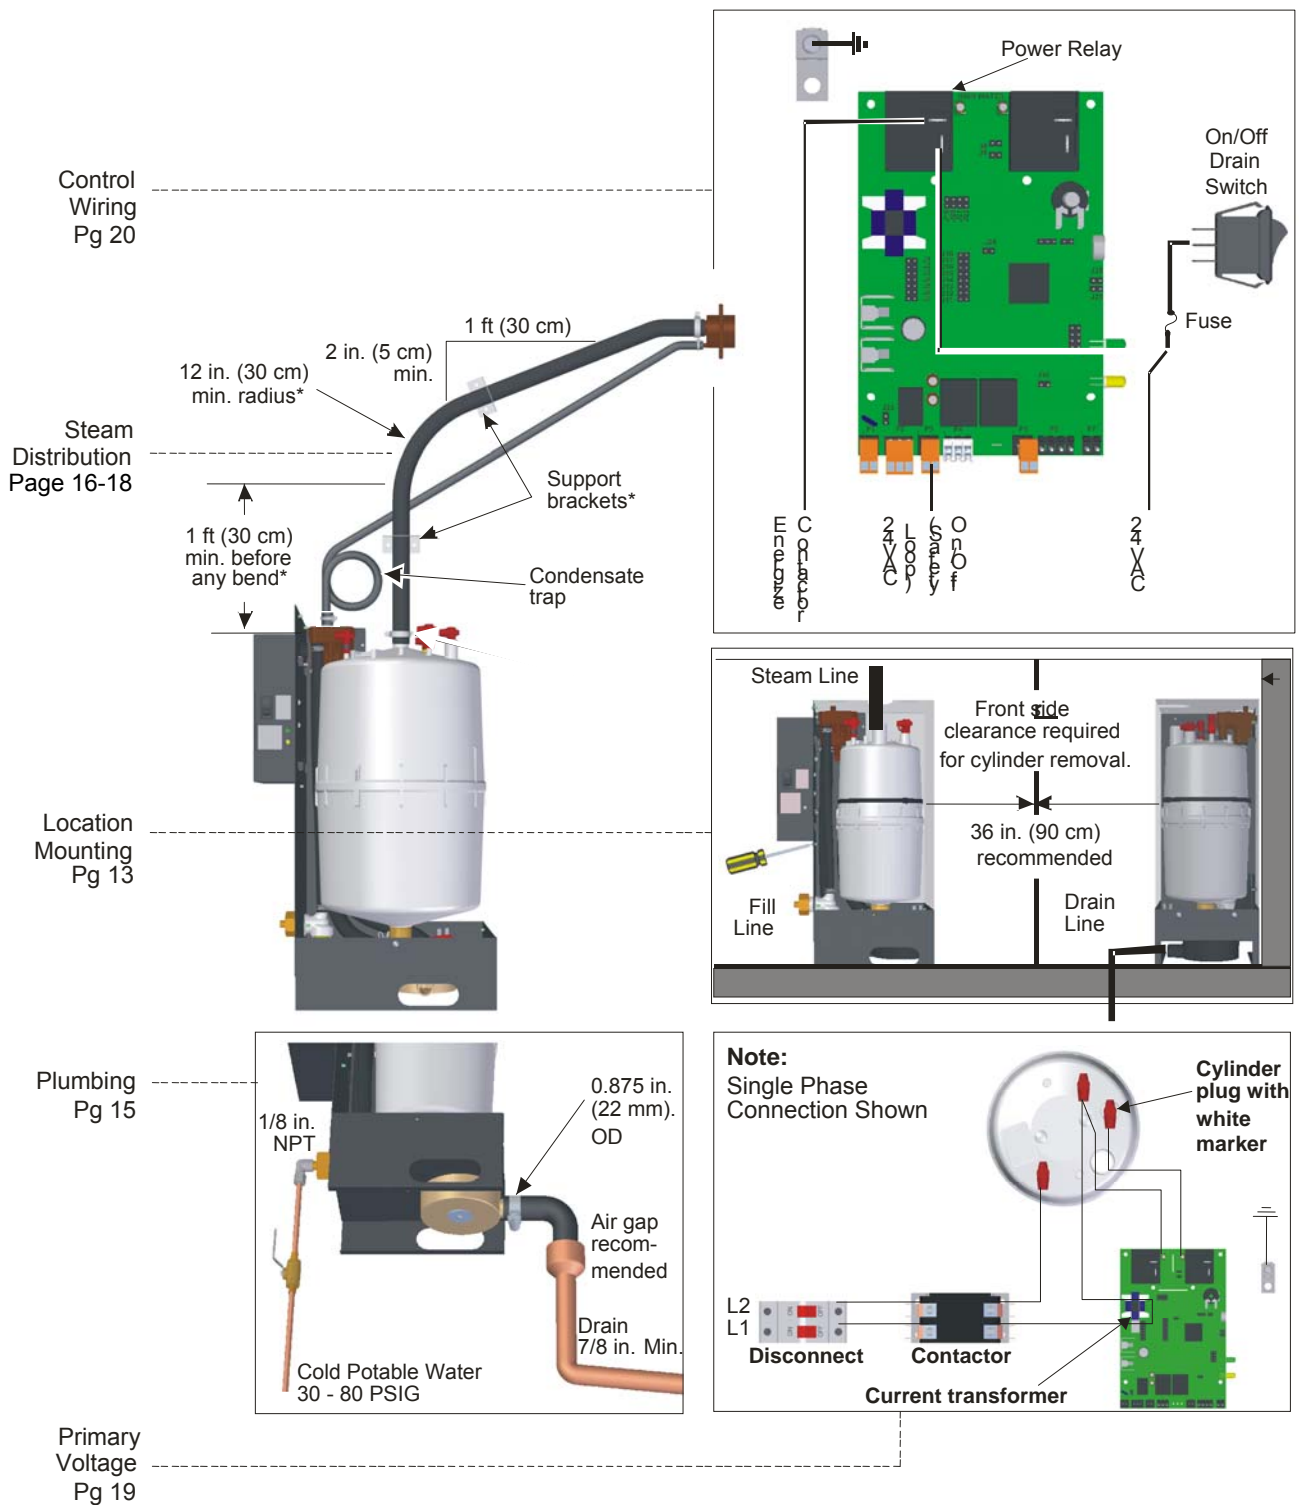 Control
Wiring
Pg 20
Power Relay
On/Off
Drain
Switch
Fuse
Energize
Contactor
24VAC
(Safety
Loop)
On/Off
24VAC
1 ft (30 cm)
2 in. (5 cm)
min.
12 in. (30 cm)
min. radius*
Steam
Distribution
Page 16-18
Support
brackets*
1 ft (30 cm)
min. before
any bend*
Condensate
trap
Location
Mounting
Pg 13
Steam Line
Front side
clearance required
for cylinder removal.
36 in. (90 cm)
recommended
Fill
Line
Drain
Line
Plumbing
Pg 15
1/8 in.
NPT
0.875 in.
(22 mm).
OD
Air gap
recom-
mended
Drain
7/8 in. Min.
Cold Potable Water
30 - 80 PSIG
Note:
Single Phase
Connection Shown
Cylinder
plug with
white
marker
L2
L1
ON
OFF
ON
OFF
Disconnect
Contactor
Current transformer
Primary
Voltage
Pg 19